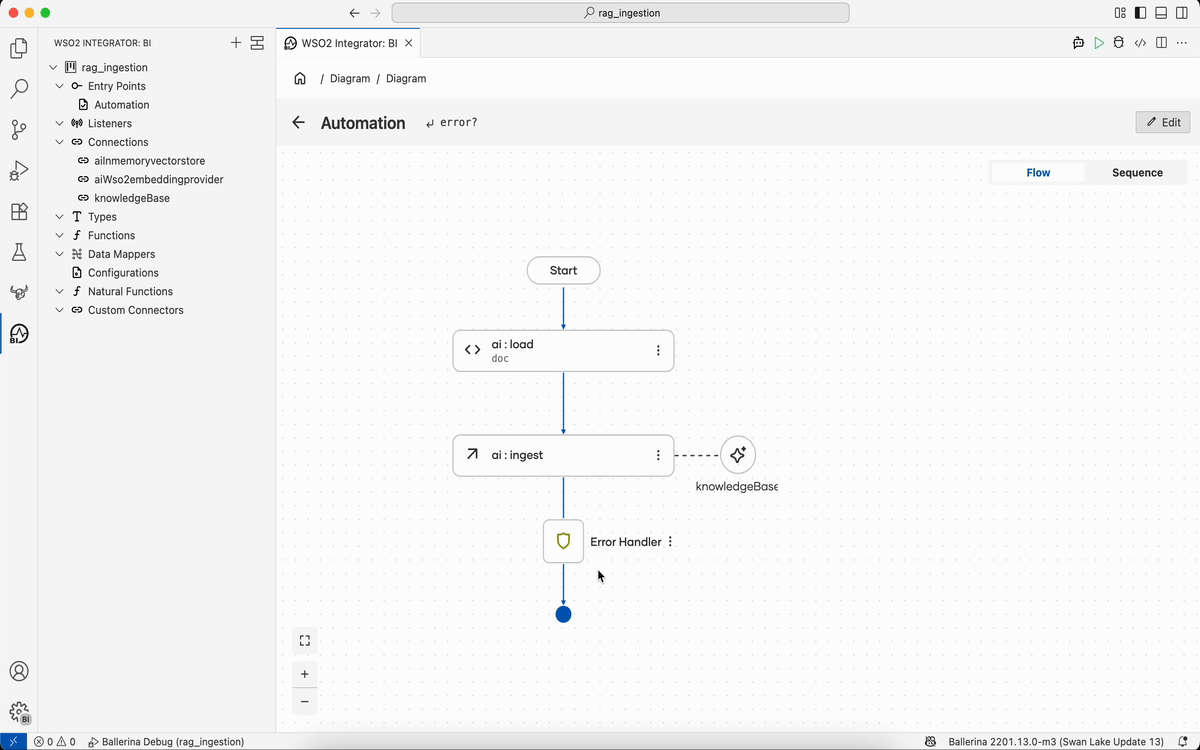 rag_ingestion
WSO2 INTEGRATOR: BI
WSO2 Integrator: BI
rag_ingestion
Entry Points
Automation
Listeners
Connections
aiInmemoryvectorstore
aiWso2embeddingprovider
knowledgeBase
Types
Functions
Data Mappers
Configurations
Natural Functions
Custom Connectors
/ Diagram / Diagram
Automation
error?
Edit
Flow
Sequence
Start
ai : load
doc
ai : ingest
knowledgeBase
Error Handler
BI
BI
0
0
Ballerina Debug (rag_ingestion)
Ballerina 2201.13.0-m3 (Swan Lake Update 13)